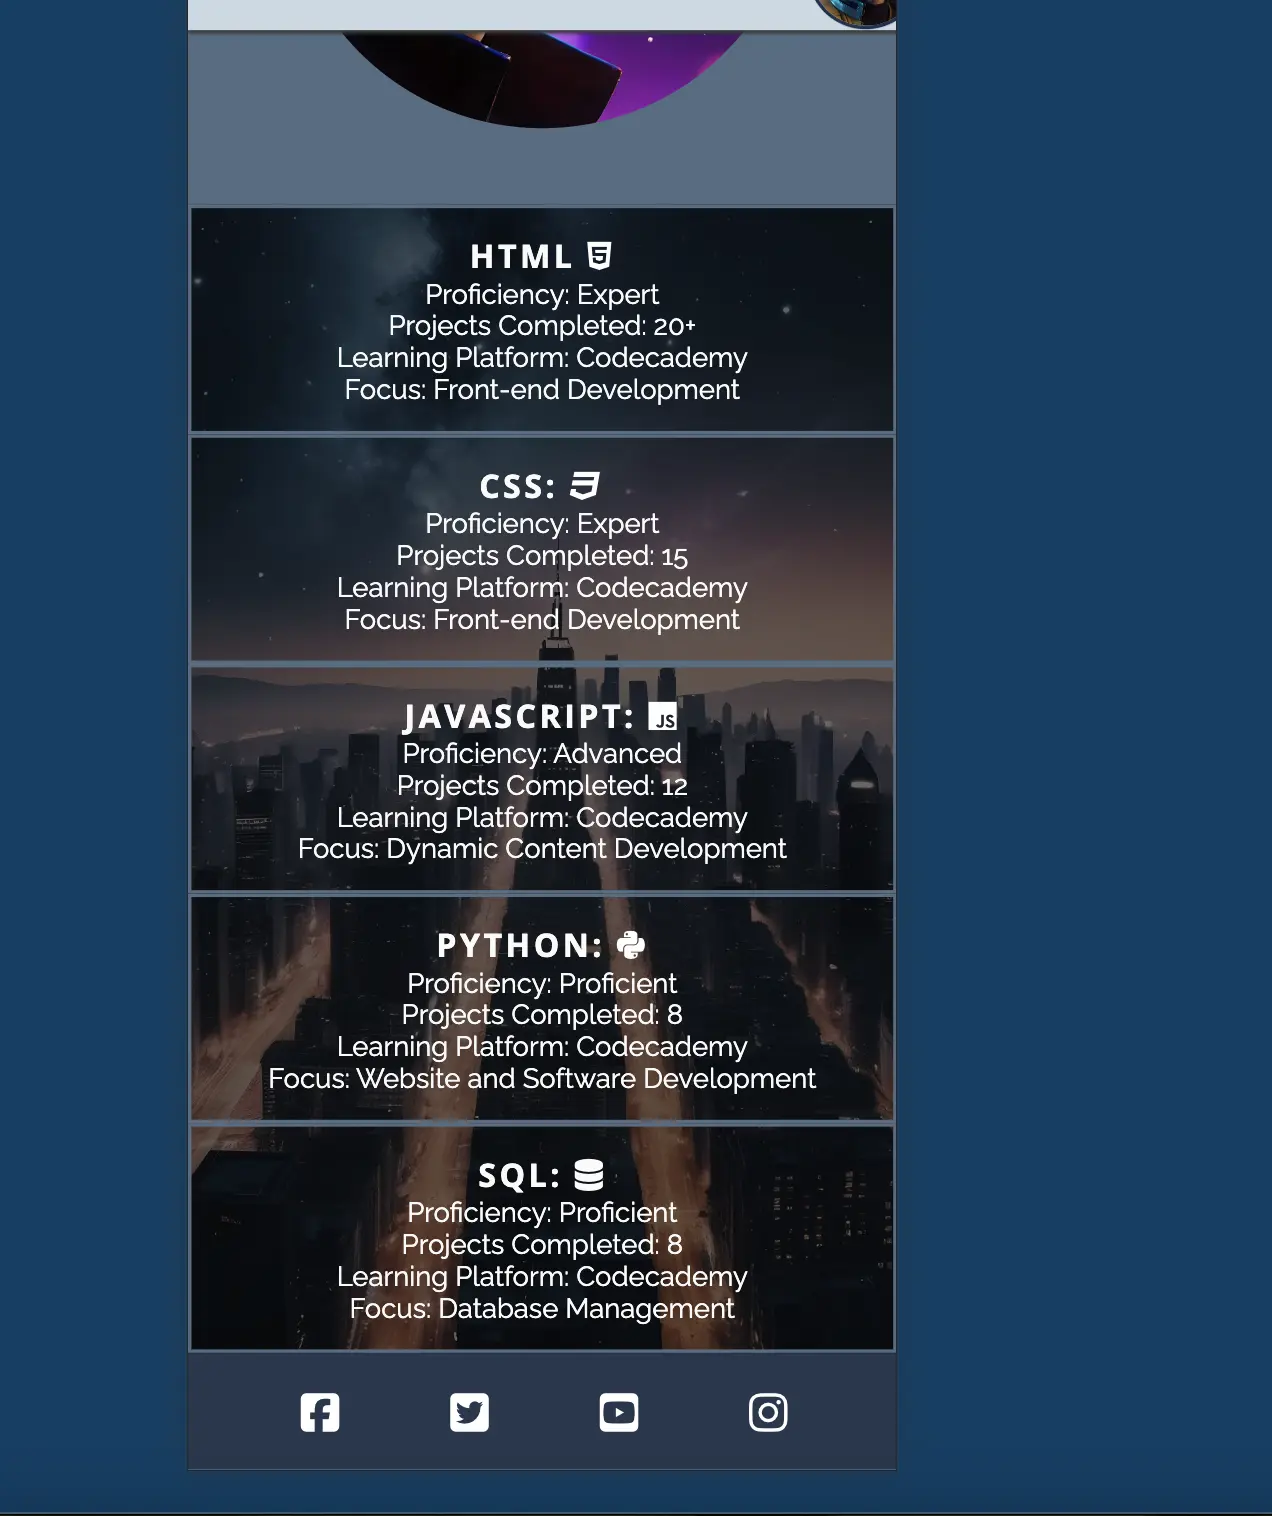 HTML
Proficiency: Expert
Projects Completed: 20+
Learning Platform: Codecademy
Focus: Front-end Development
CSS:
Proficiency: Expert
Projects Completed: 15
Learning Platform: Codecademy
Focus: Front-end Development
JAVASCRIPT: JS
Proficiency: Advanced
Projects Completed: 12
Learning Platform: Codecademy
Focus: Dynamic Content Development
PYTHON:
Proficiency: Proficient
Projects Completed: 8
Learning Platform: Codecademy
Focus: Website and Software Development
SQL:
Proficiency: Proficient
Projects Completed: 8
Learning Platform: Codecademy
Focus: Database Management